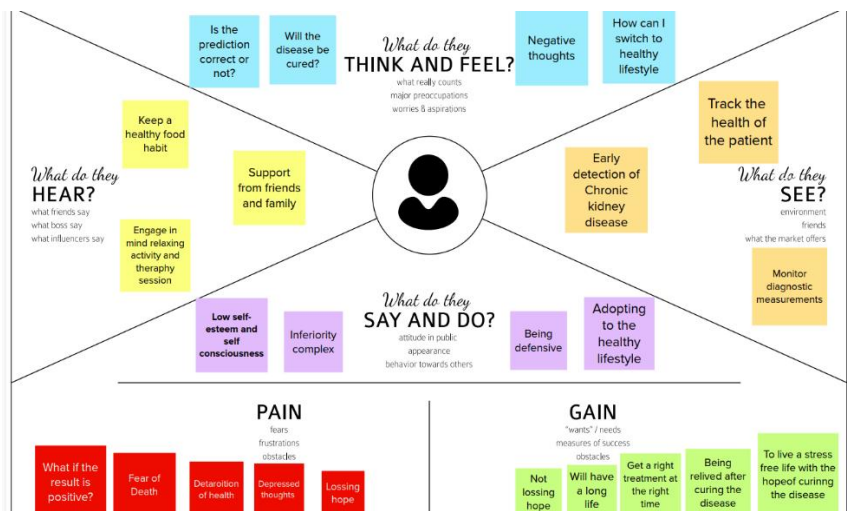 Is the
prediction
correct or
not?
Will the
disease be
cured?
What do they
THINK AND FEEL?
what really counts
major preoccupations
worries & aspirations
Negative
thoughts
How can I
switch to
healthy
lifestyle
Keep a
healthy food
habit
What do they
HEAR?
what friends say
what boss say
what influencers say
Support
from friends
and family
Engage in
mind relaxing
activity and
theraphy
session
Early
detection of
Chronic
kidney
disease
Track the
health of
the patient
What do they
SEE?
environment
friends
what the market offers
Monitor
diagnostic
measurements
Low self-
esteem and
self
consciousness
Inferiority
complex
What do they
SAY AND DO?
attitude in public
appearance
behavior towards others
Being
defensive
Adopting
to the
healthy
lifestyle
PAIN
fears
frustrations
obstacles
What if the
result is
positive?
Fear of
Death
Detaroition
of health
Depressed
thoughts
Lossing
hope
GAIN
"wants" / needs
measures of success
obstacles
Not
lossing
hope
Will have
a long
life
Get a right
treatment at
the right
time
Being
relived after
curing the
disease
To live a stress
free life with the
hopeof curinng
the disease